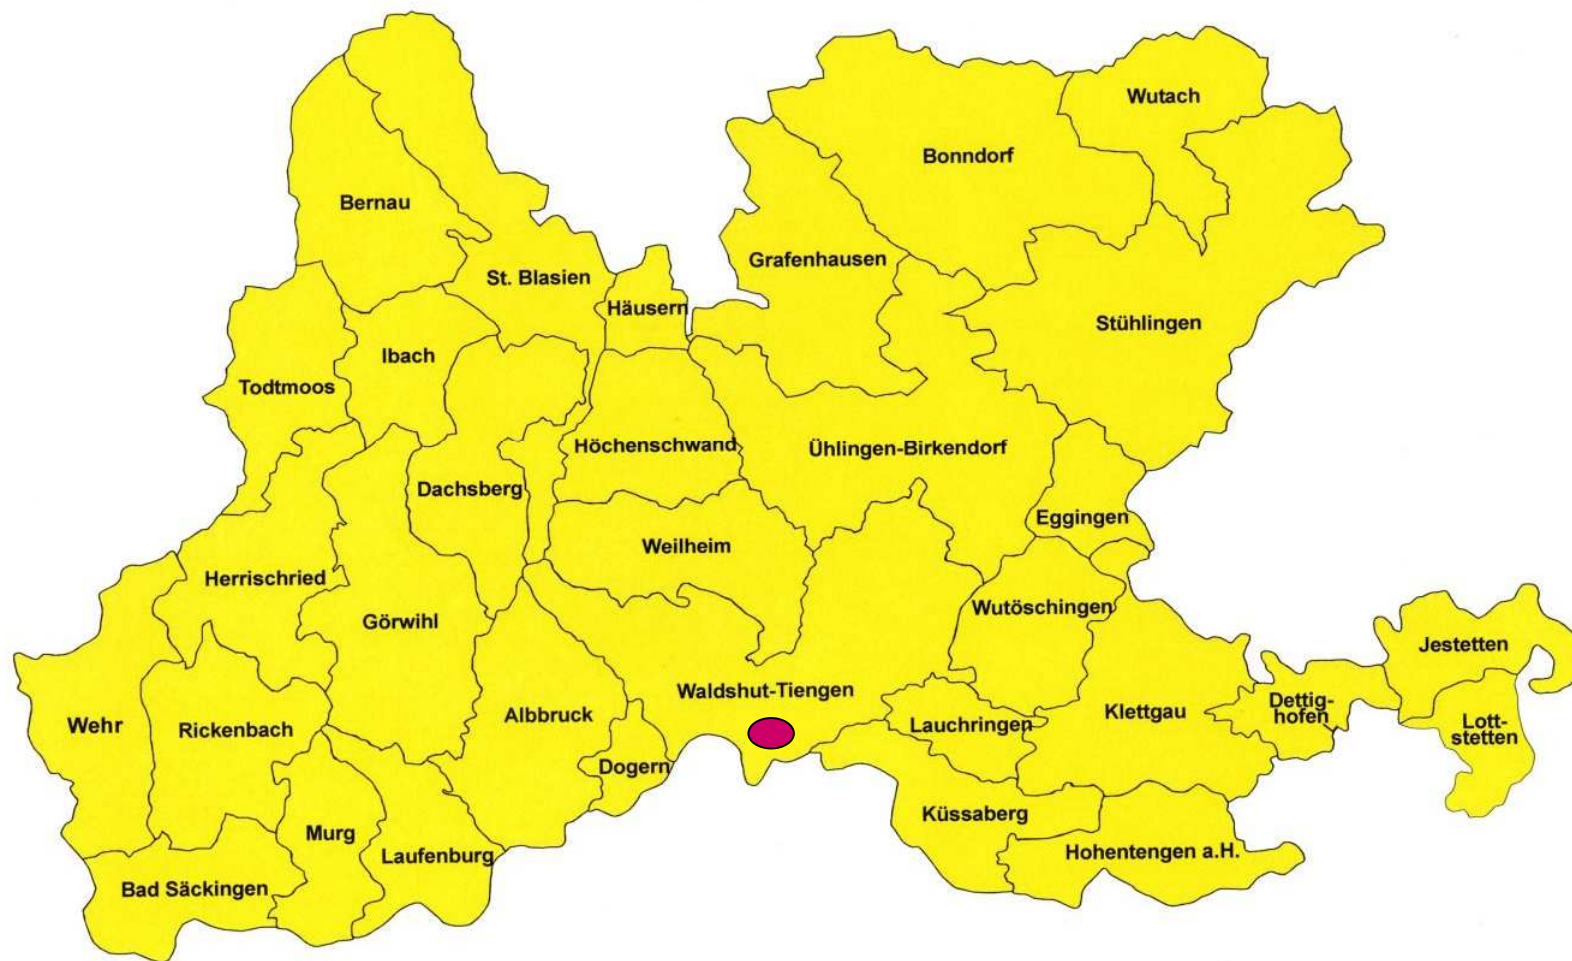 Wutach
Bonndorf
Bernau
Grafenhausen
St. Blasien
Häusern
Stühlingen
Ibach
Todtmoos
Höchenschwand
Ühlingen-Birkendorf
Dachsberg
Eggingen
Weilheim
Herrischried
Wutöschingen
Görwihl
Jestetten
Waldshut-Tiengen
Dettig-
hofen
Klettgau
Albbruck
Wehr
Rickenbach
Lauchringen
Lott-
stetten
Dogern
Küssaberg
Murg
Laufenburg
Hohentengen a.H.
Bad Säckingen